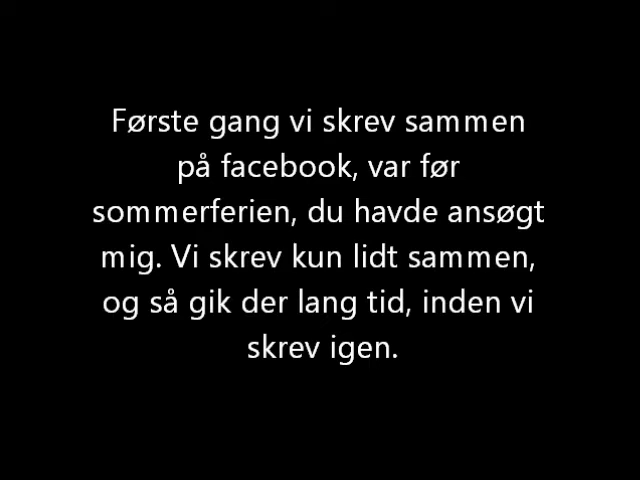 Første gang vi skrev sammen
på facebook, var før
sommerferien, du havde ansøgt
mig. Vi skrev kun lidt sammen,
og så gik der lang tid, inden vi
skrev igen.